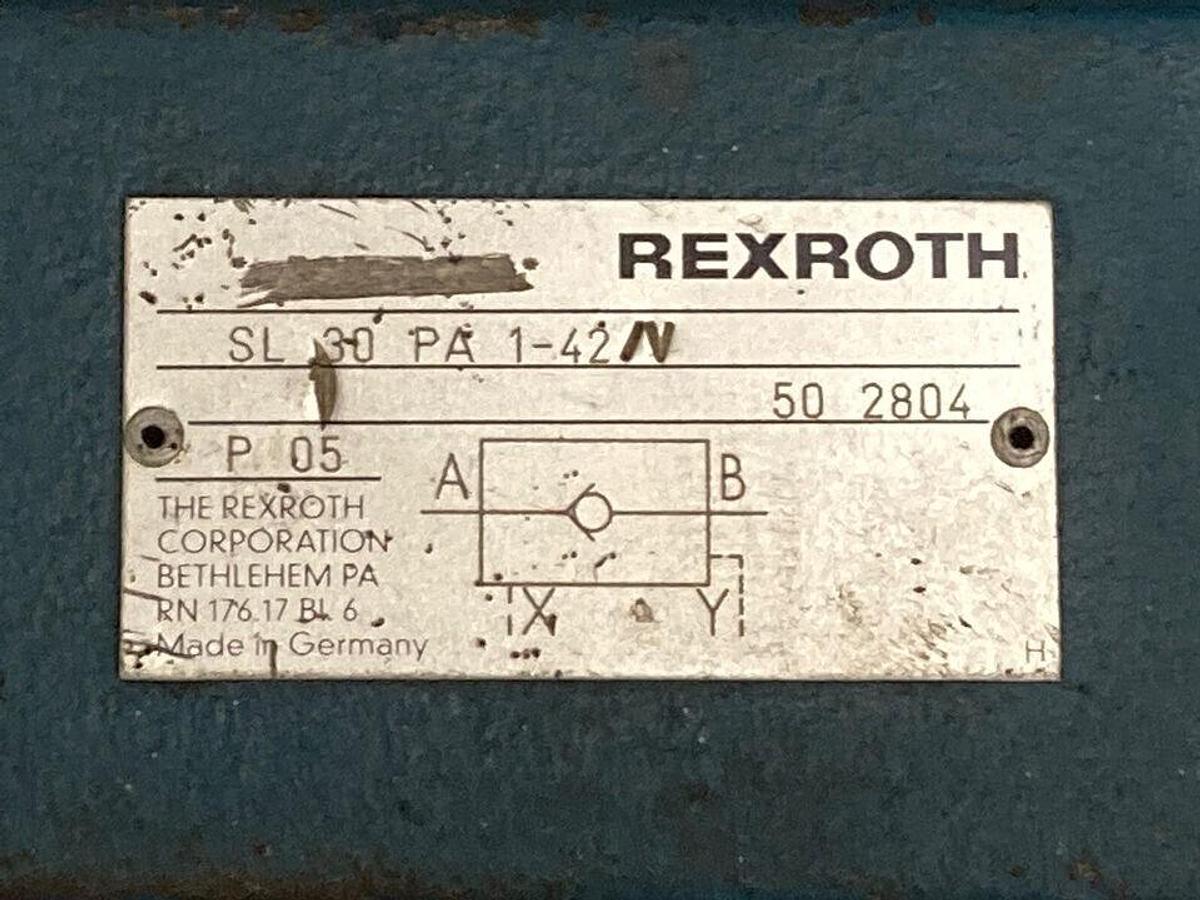 REXROTH
SL 30 PA 1-42
50 2804
P 05
A
B
THE REXROTH
CORPORATION
BETHLEHEM PA
RN 176.17 Bl. 6
Made in Germany
X
Y
H